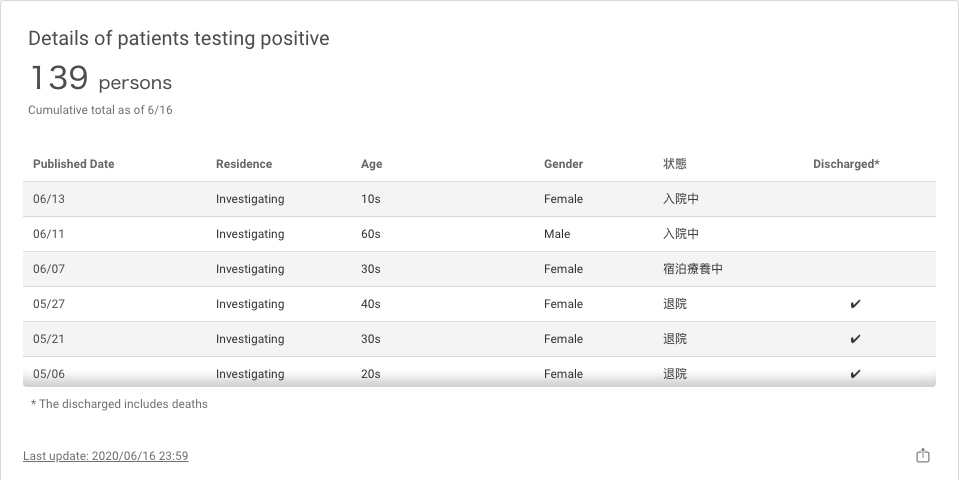 Details of patients testing positive
139 persons
Cumulative total as of 6/16
Published Date Residence Age Gender 状態 Discharged*
06/13 Investigating 10s Female 入院中
06/11 Investigating 60s Male 入院中
06/07 Investigating 30s Female 宿泊療養中
05/27 Investigating 40s Female 退院 ✔
05/21 Investigating 30s Female 退院 ✔
05/06 Investigating 20s Female 退院 ✔
* The discharged includes deaths
Last update: 2020/06/16 23:59